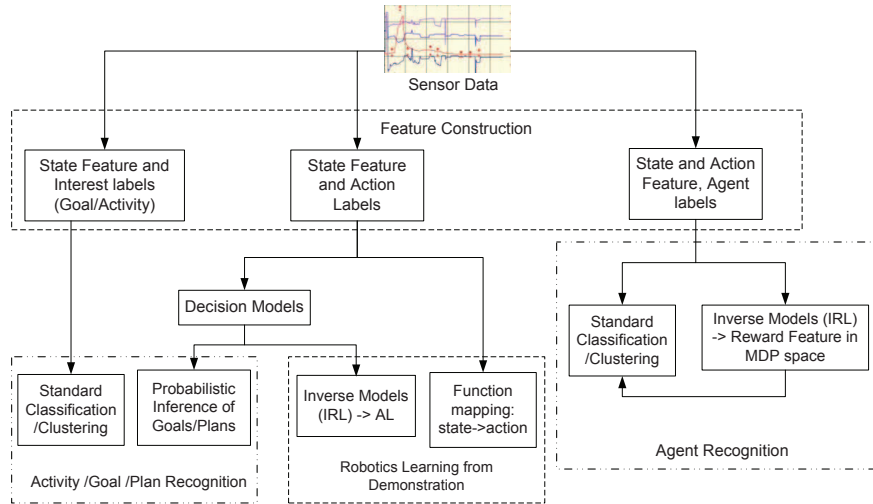 Sensor Data
Feature Construction
State Feature and
Interest labels
(Goal/Activity)
State Feature
and Action
Labels
State and Action
Feature, Agent
labels
Decision Models
Standard
Classification
/Clustering
Probabilistic
Inference of
Goals/Plans
Inverse Models
(IRL) -> AL
Function
mapping:
state->action
Standard
Classification
/Clustering
Inverse Models (IRL)
-> Reward Feature in
MDP space
Activity /Goal /Plan Recognition
Robotics Learning from
Demonstration
Agent Recognition